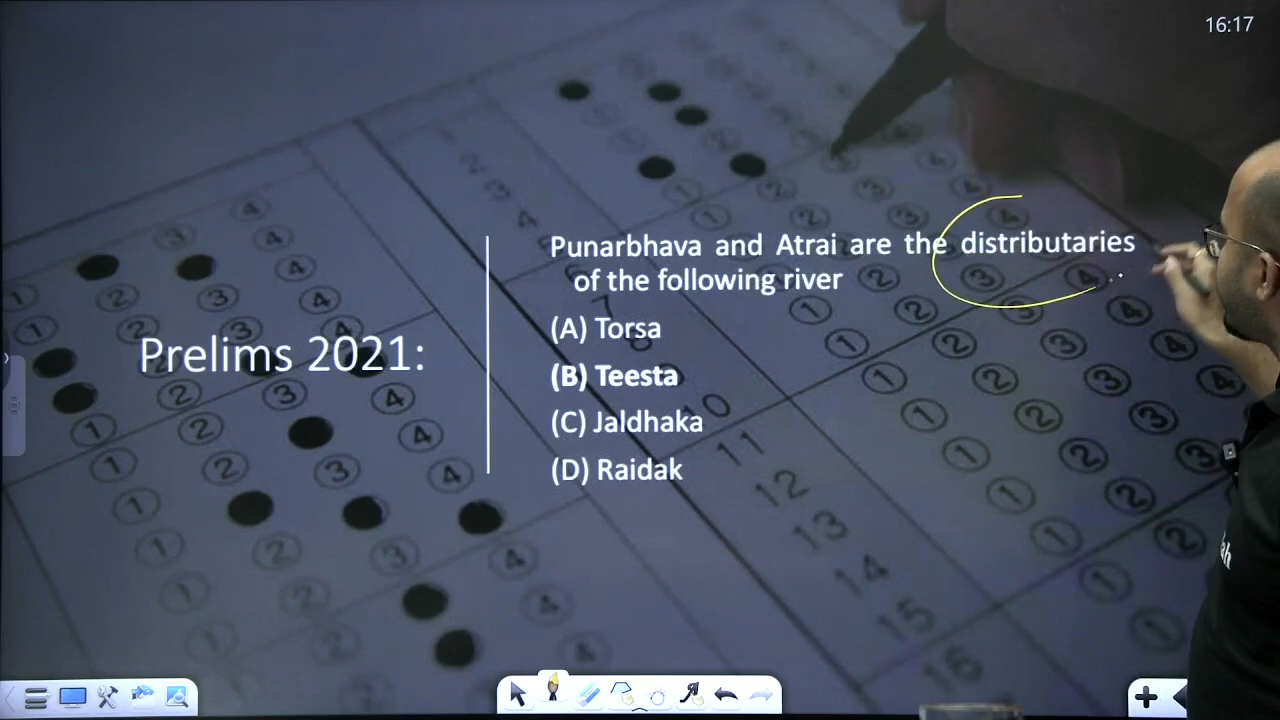 16:17
Prelims 2021:
Punarbhava and Atrai are the distributaries
of the following river
(A) Torsa
(B) Teesta
(C) Jaldhaka
(D) Raidak